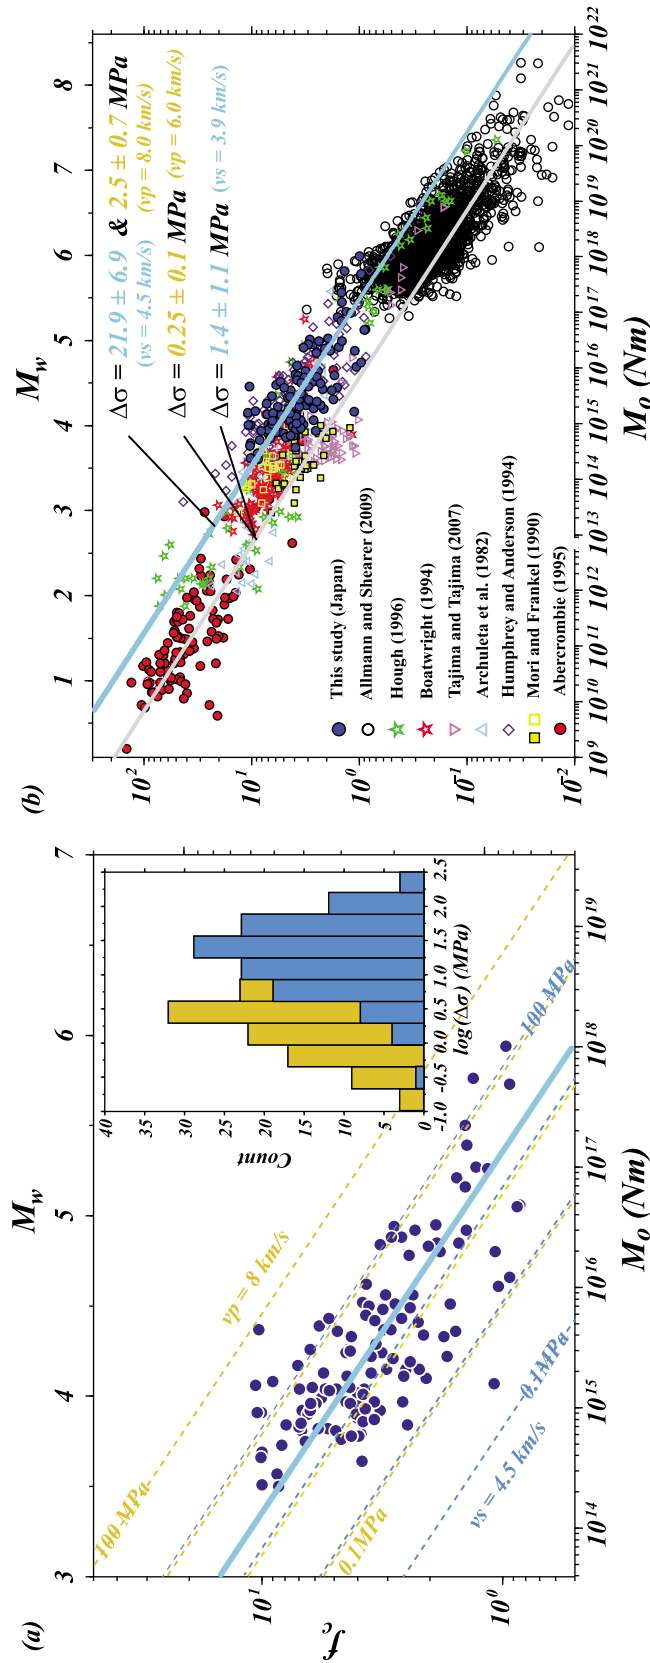 (a)
M_w
3 4 5 6 7
f_c
10^1
10^0
100 MPa
vp = 8 km/s
0.1MPa
vs = 4.5 km/s
0.1MPa
100 MPa
10^14 10^15 10^16 10^17 10^18 10^19
M_o (Nm)
Count
40
35
30
25
20
15
10
5
0
-1.0 -0.5 0.0 0.5 1.0 1.5 2.0 2.5
log(Δσ) (MPa)
(b)
M_w
1 2 3 4 5 6 7 8
Δσ = 21.9 ± 6.9 & 2.5 ± 0.7 MPa
(vs = 4.5 km/s) (vp = 8.0 km/s)
Δσ = 0.25 ± 0.1 MPa (vp = 6.0 km/s)
Δσ = 1.4 ± 1.1 MPa (vs = 3.9 km/s)
10^2
10^1
10^0
10^-1
10^-2
This study (Japan)
Allmann and Shearer (2009)
Hough (1996)
Boatwright (1994)
Tajima and Tajima (2007)
Archuleta et al. (1982)
Humphrey and Anderson (1994)
Mori and Frankel (1990)
Abercrombie (1995)
10^9 10^10 10^11 10^12 10^13 10^14 10^15 10^16 10^17 10^18 10^19 10^20 10^21 10^22
M_o (Nm)